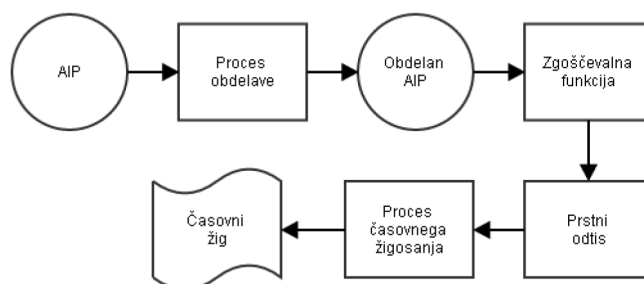 AIP
Proces
obdelave
Obdelan
AIP
Zgoščevalna
funkcija
Prstni
odtis
Proces
časovnega
žigosanja
Časovni
žig